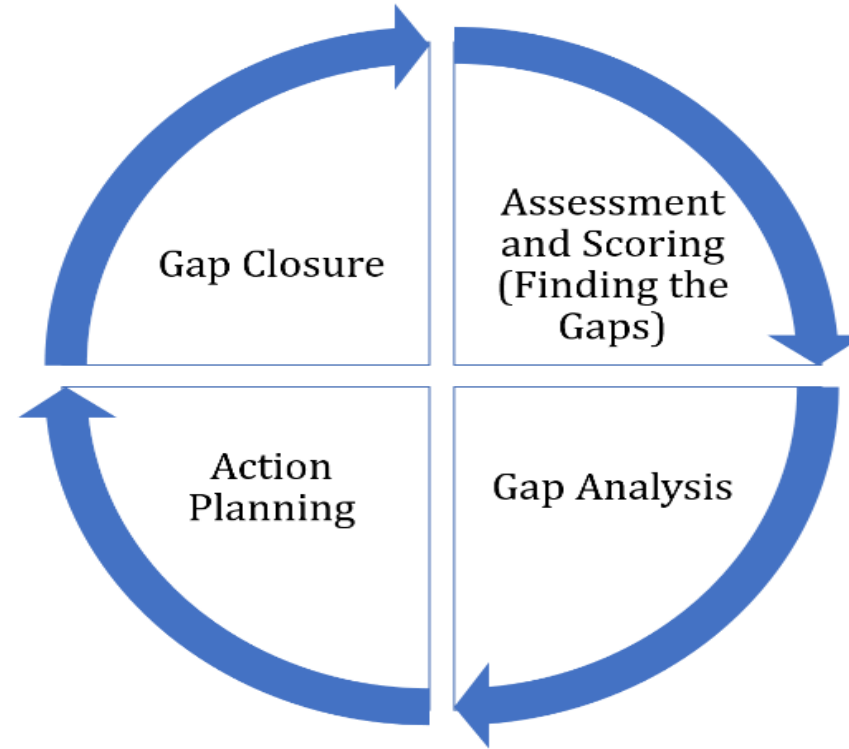 Gap Closure
Assessment
and Scoring
(Finding the
Gaps)
Action
Planning
Gap Analysis